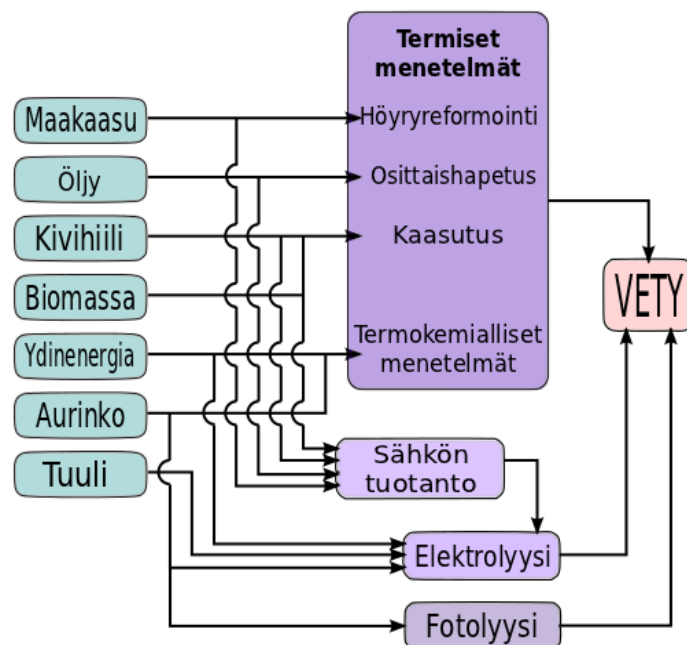 Termiset
menetelmät
Maakaasu
Höyryreformointi
Öljy
Osittaishapetus
Kivihiili
Kaasutus
Biomassa
VETY
Ydinenergia
Termokemialliset
menetelmät
Aurinko
Tuuli
Sähkön
tuotanto
Elektrolyysi
Fotolyysi